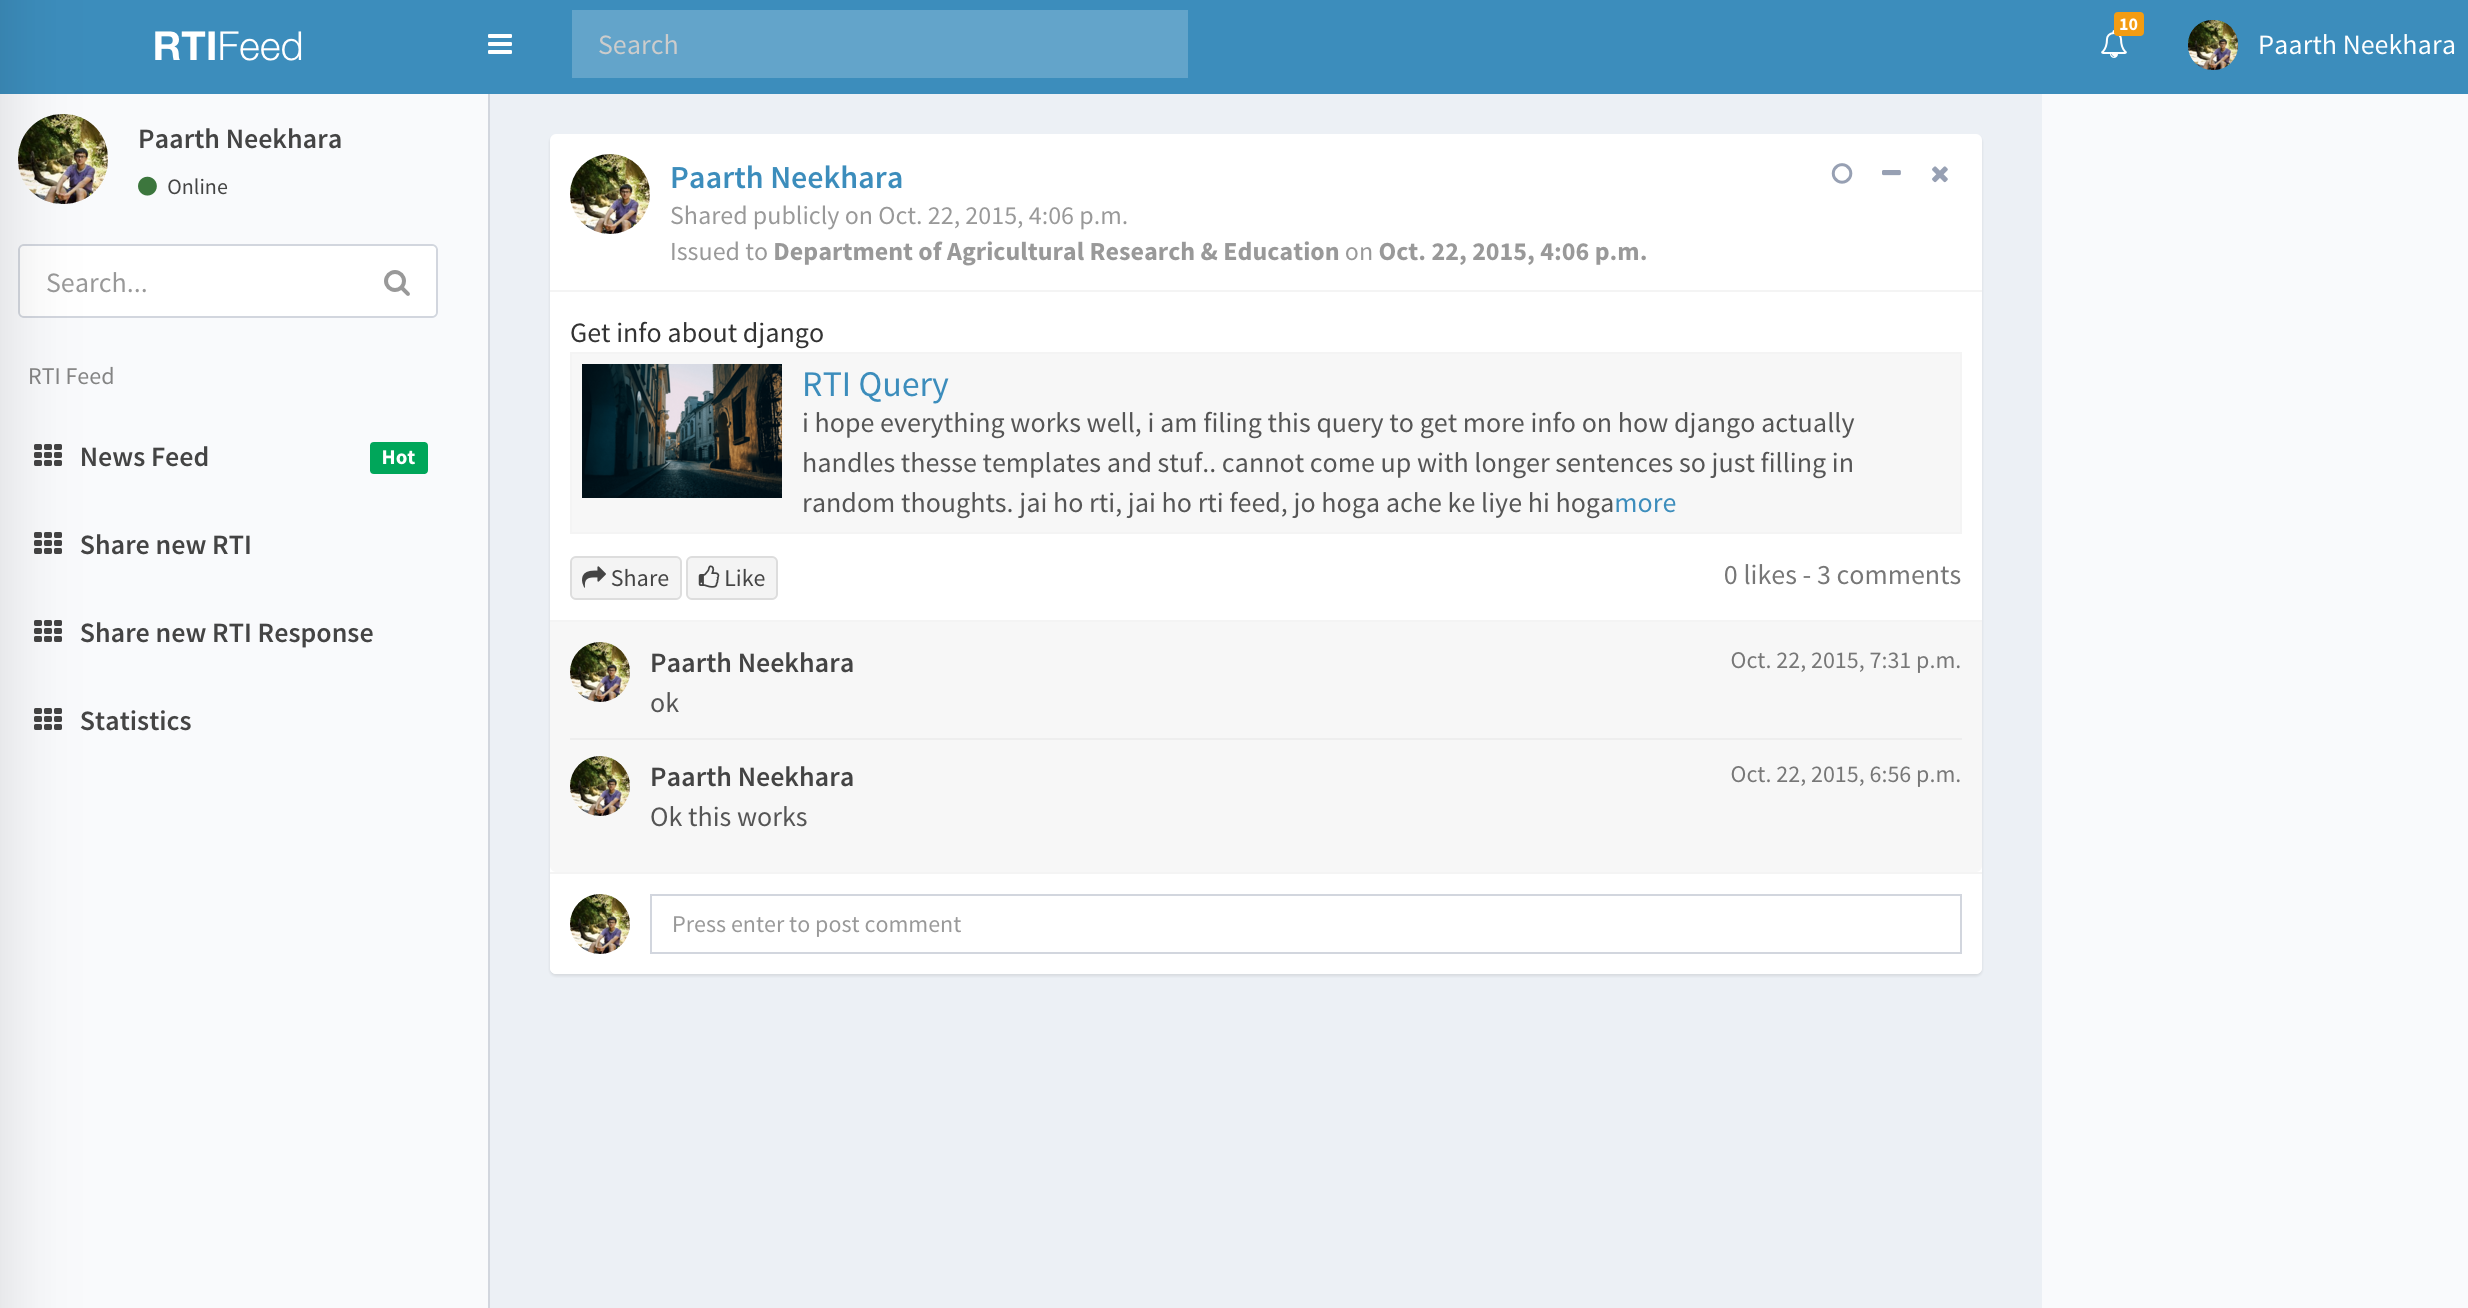 RTIFeed
Search
10
Paarth Neekhara
Paarth Neekhara
Online
Search...
RTI Feed
News Feed
Hot
Share new RTI
Share new RTI Response
Statistics
Paarth Neekhara
Shared publicly on Oct. 22, 2015, 4:06 p.m.
Issued to Department of Agricultural Research & Education on Oct. 22, 2015, 4:06 p.m.
Get info about django
RTI Query
i hope everything works well, i am filing this query to get more info on how django actually
handles thesse templates and stuf.. cannot come up with longer sentences so just filling in
random thoughts. jai ho rti, jai ho rti feed, jo hoga ache ke liye hi hogamore
Share
Like
0 likes - 3 comments
Paarth Neekhara
Oct. 22, 2015, 7:31 p.m.
ok
Paarth Neekhara
Oct. 22, 2015, 6:56 p.m.
Ok this works
Press enter to post comment